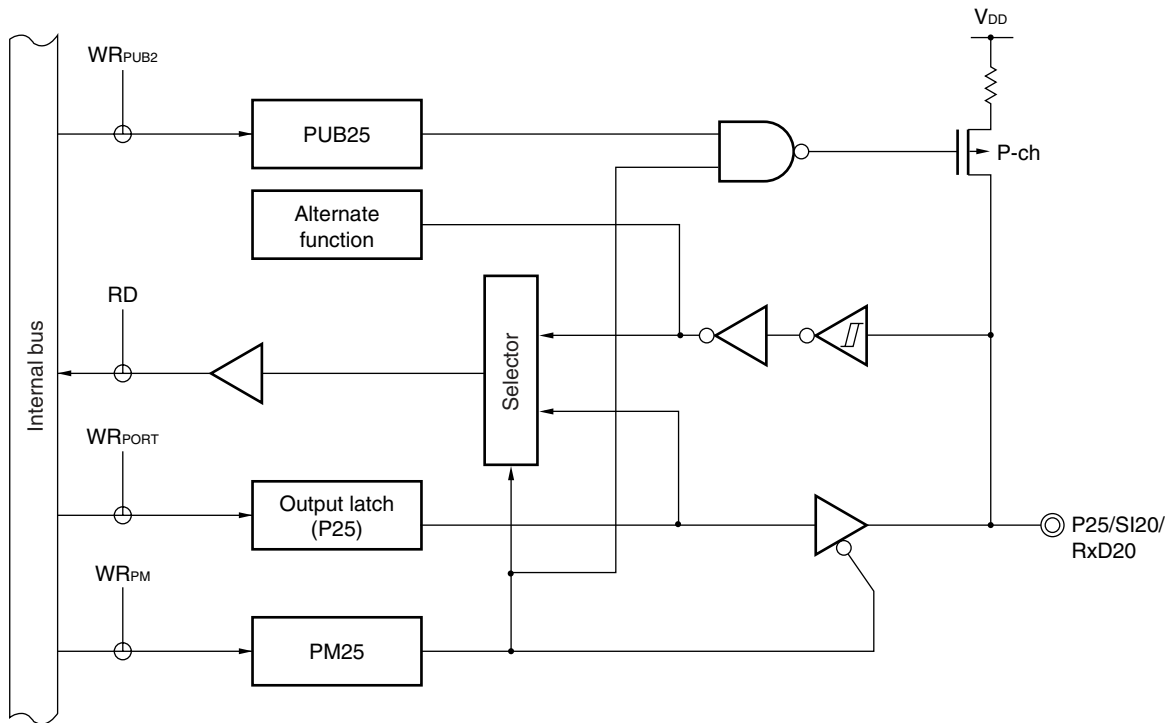 VDD
WRPUB2
PUB25
P-ch
Alternate
function
RD
Internal bus
Selector
WRPORT
Output latch
(P25)
P25/SI20/
RxD20
WRPM
PM25